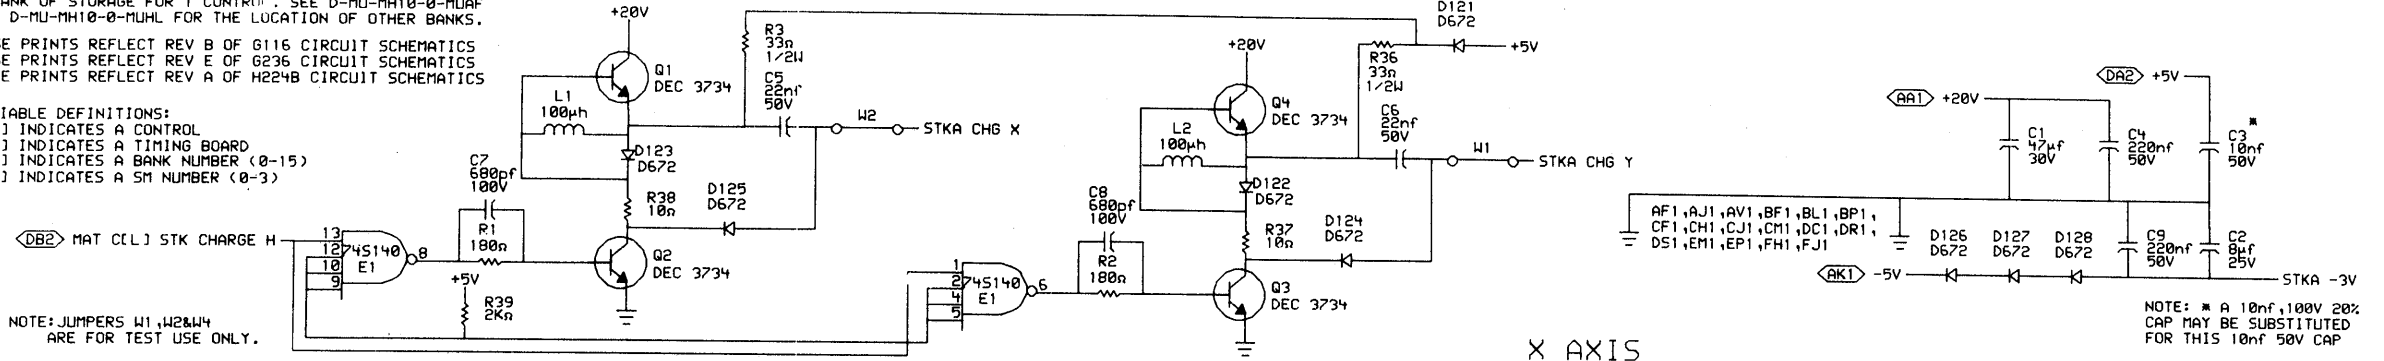 BANK OF STORAGE FOR 1 CONTROL. SEE D-MU-MH10-0-MUAF
D-MU-MH10-0-MUHL FOR THE LOCATION OF OTHER BANKS.
E PRINTS REFLECT REV B OF G116 CIRCUIT SCHEMATICS
E PRINTS REFLECT REV E OF G236 CIRCUIT SCHEMATICS
E PRINTS REFLECT REV A OF H224B CIRCUIT SCHEMATICS
IABLE DEFINITIONS:
] INDICATES A CONTROL
] INDICATES A TIMING BOARD
] INDICATES A BANK NUMBER (0-15)
] INDICATES A SM NUMBER (0-3)
DB2 MAT C[L] STK CHARGE H
13
12
10
9
74S140
E1
8
C7
680pf
100V
R1
180Ω
+5V
R39
2KΩ
NOTE: JUMPERS W1,W2&W4
ARE FOR TEST USE ONLY.
+20V
Q1
DEC 3734
L1
100µh
D123
D672
R38
10Ω
D125
D672
Q2
DEC 3734
R3
33Ω
1/2W
C5
22nf
50V
W2
STKA CHG X
1
2
4
5
74S140
E1
6
C8
680pf
100V
R2
180Ω
+20V
Q4
DEC 3734
L2
100µh
D122
D672
R37
10Ω
D124
D672
Q3
DEC 3734
D121
D672
+5V
R36
33Ω
1/2W
C6
22nf
50V
W1
STKA CHG Y
AA1 +20V
DA2 +5V
C1
47µf
30V
C4
220nf
50V
*
C3
10nf
50V
AF1,AJ1,AV1,BF1,BL1,BP1,
CF1,CH1,CJ1,CM1,DC1,DR1,
DS1,EM1,EP1,FH1,FJ1
D126
D672
D127
D672
D128
D672
C9
220nf
50V
C2
8µf
25V
AK1 -5V
STKA -3V
NOTE: * A 10nf,100V 20%
CAP MAY BE SUBSTITUTED
FOR THIS 10nf 50V CAP
X AXIS